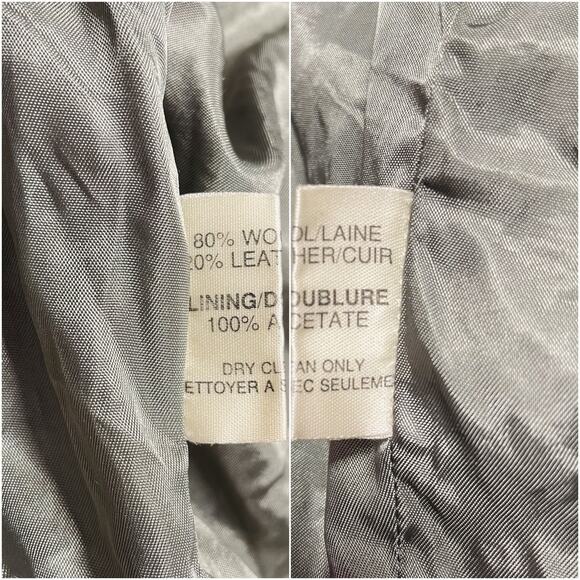 80% WOOL/LAINE
20% LEATHER/CUIR
LINING/DOUBLURE
100% ACETATE
DRY CLEAN ONLY
ETTOYER A SEC SEULEME